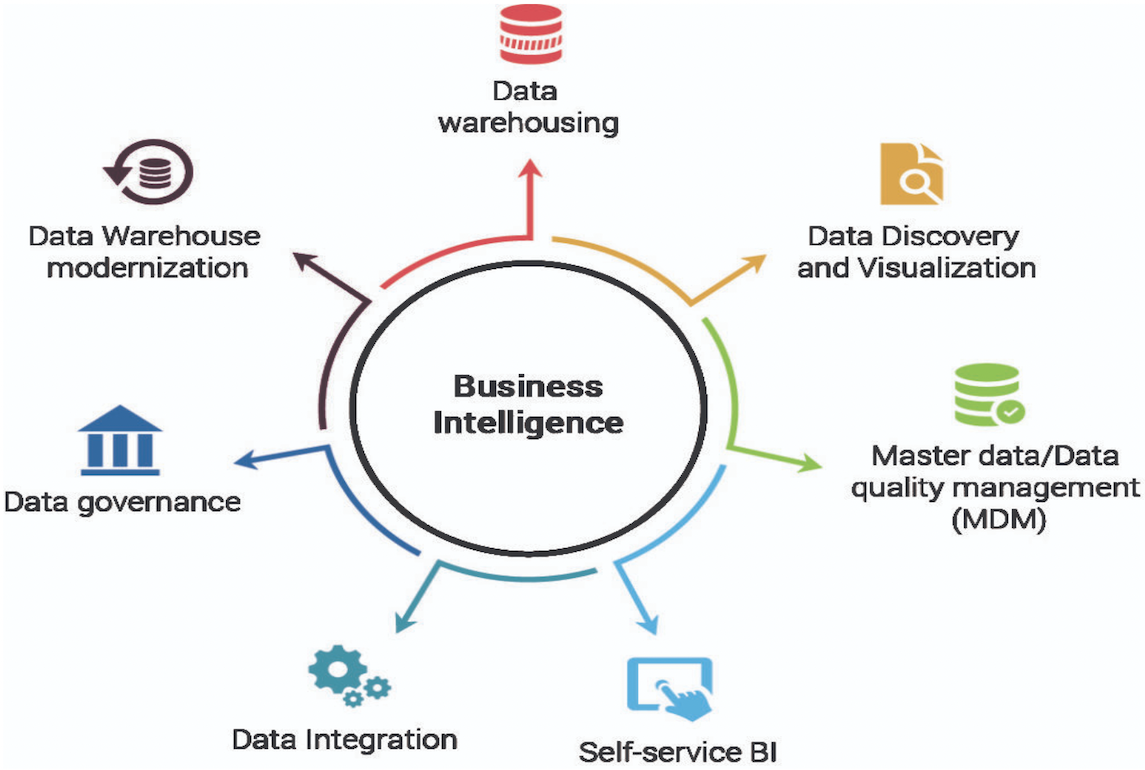 Data
warehousing
Data Discovery
and Visualization
Master data/Data
quality management
(MDM)
Self-service BI
Data Integration
Data governance
Data Warehouse
modernization
Business
Intelligence